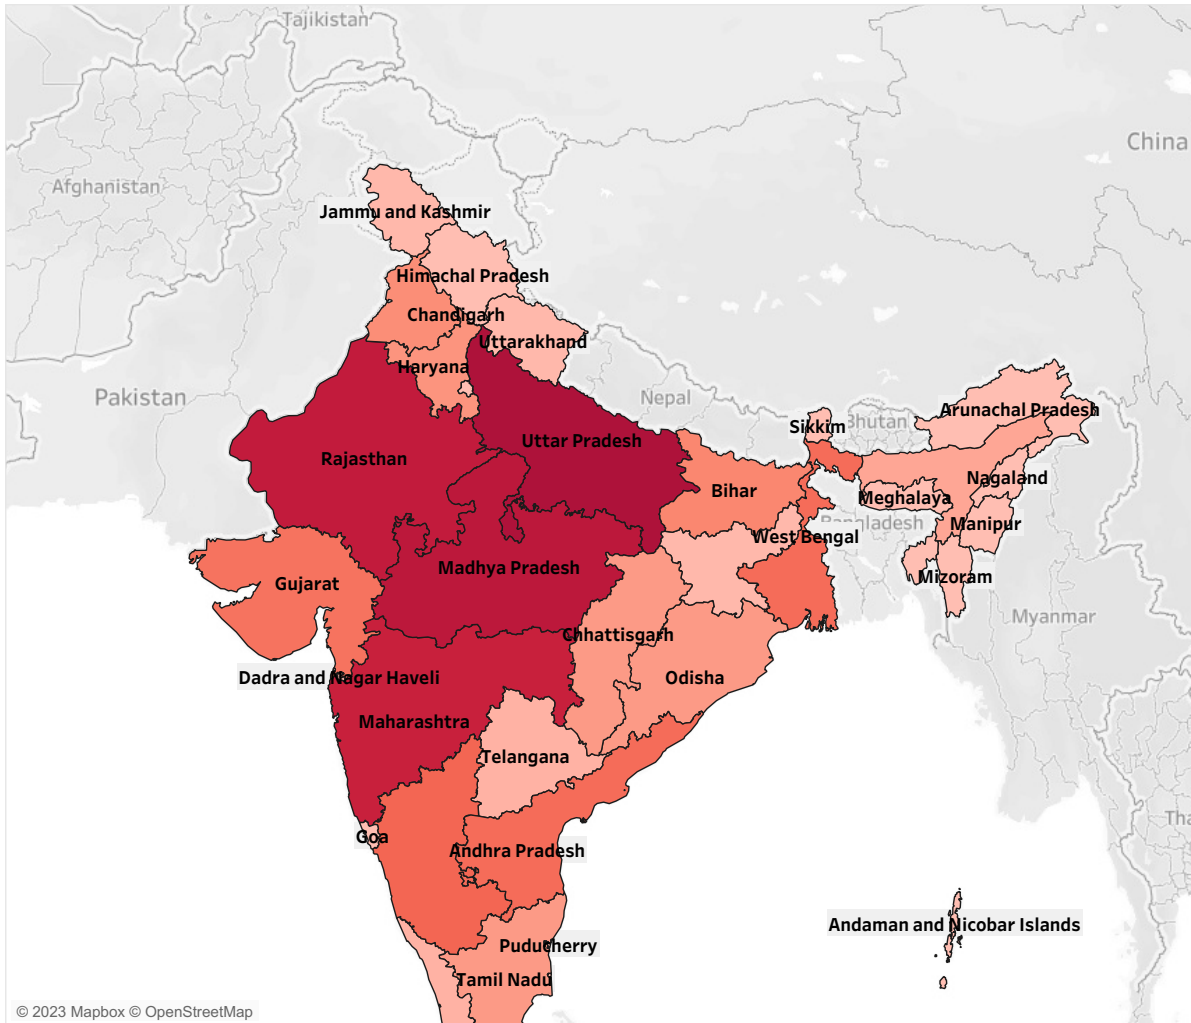 Tajikistan
China
Afghanistan
Jammu and Kashmir
Himachal Pradesh
Chandigarh
Uttarakhand
Haryana
Pakistan
Nepal
Sikkim
Bhutan
Arunachal Pradesh
Uttar Pradesh
Rajasthan
Bihar
Nagaland
Meghalaya
Bangladesh
Manipur
West Bengal
Madhya Pradesh
Gujarat
Mizoram
Myanmar
Chhattisgarh
Dadra and Nagar Haveli
Odisha
Maharashtra
Telangana
Tha
Goa
Andhra Pradesh
Andaman and Nicobar Islands
Puducherry
Tamil Nadu
© 2023 Mapbox © OpenStreetMap